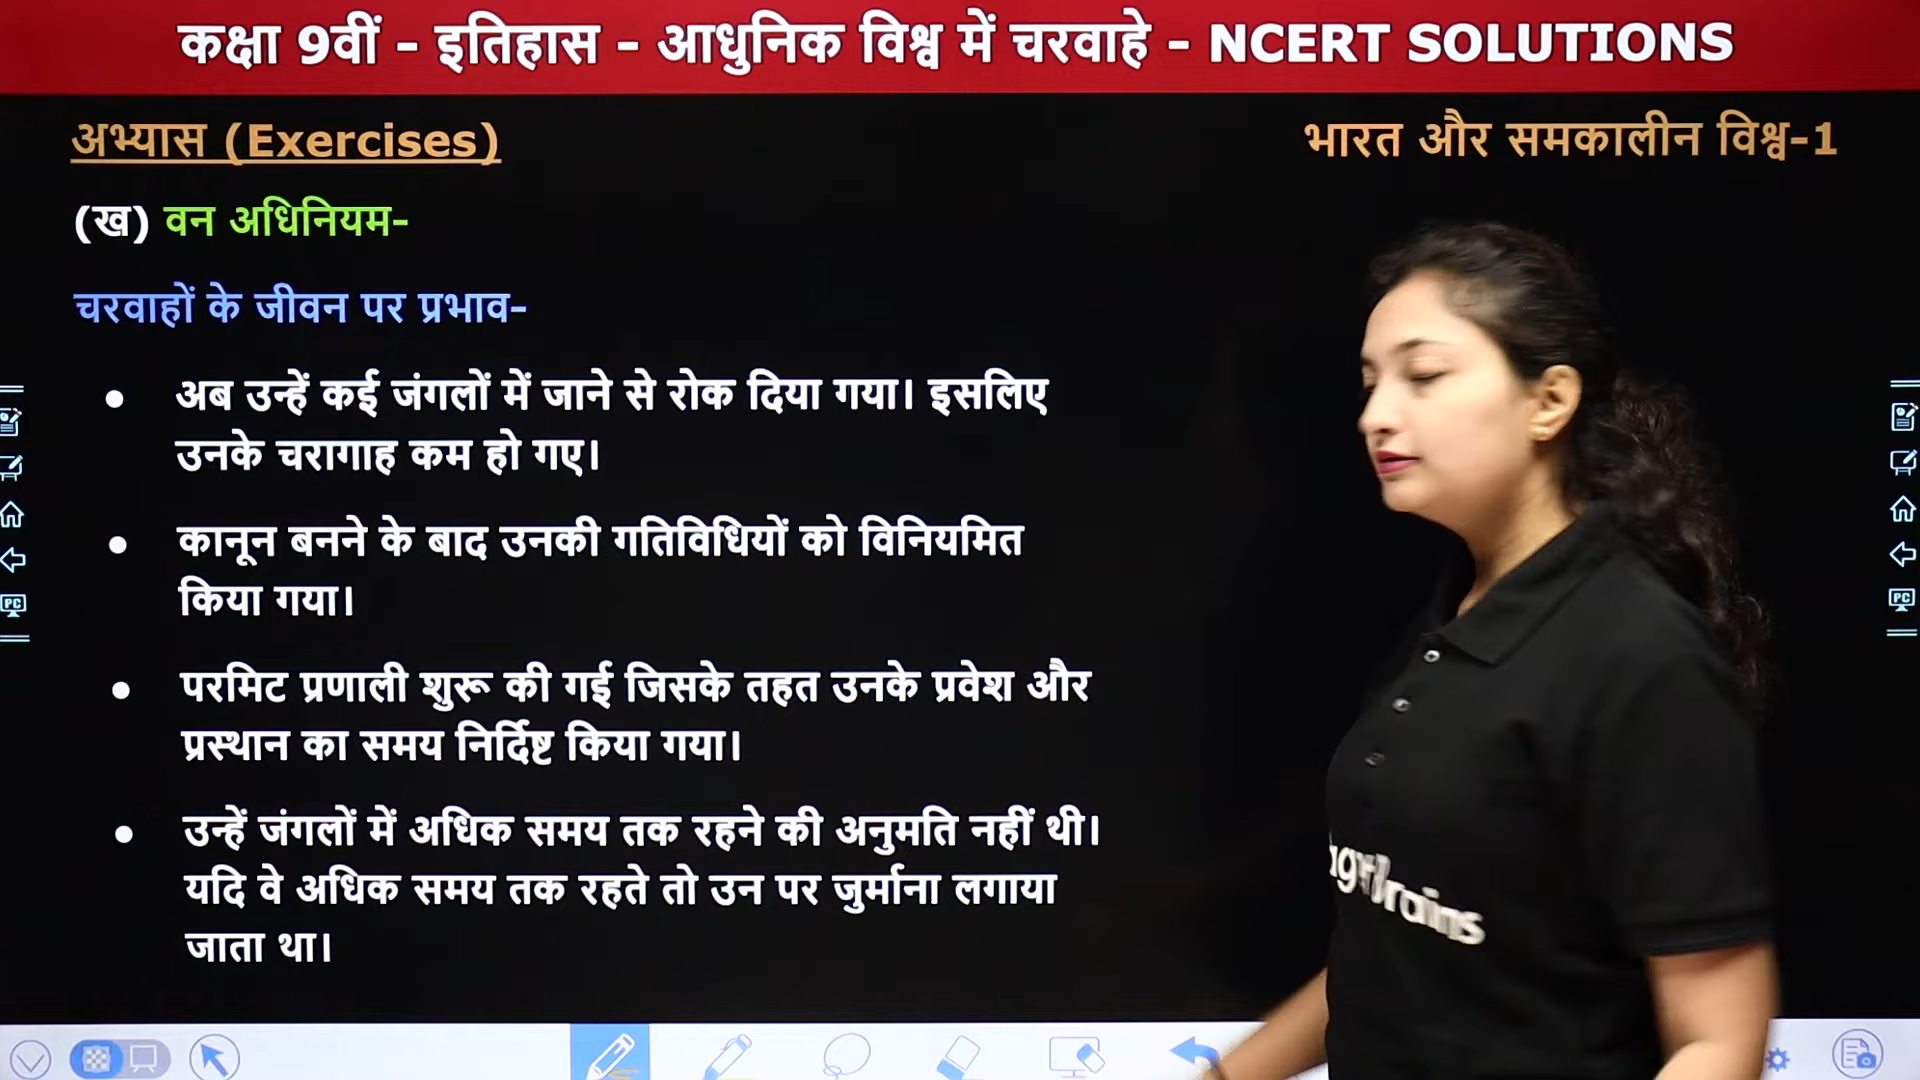 कक्षा 9वीं - इतिहास - आधुनिक विश्व में चरवाहे - NCERT SOLUTIONS
अभ्यास (Exercises)
भारत और समकालीन विश्व-1
(ख) वन अधिनियम-
चरवाहों के जीवन पर प्रभाव-
• अब उन्हें कई जंगलों में जाने से रोक दिया गया। इसलिए
उनके चरागाह कम हो गए।
• कानून बनने के बाद उनकी गतिविधियों को विनियमित
किया गया।
• परमिट प्रणाली शुरू की गई जिसके तहत उनके प्रवेश और
प्रस्थान का समय निर्दिष्ट किया गया।
• उन्हें जंगलों में अधिक समय तक रहने की अनुमति नहीं थी।
यदि वे अधिक समय तक रहते तो उन पर जुर्माना लगाया
जाता था।
PC
PC